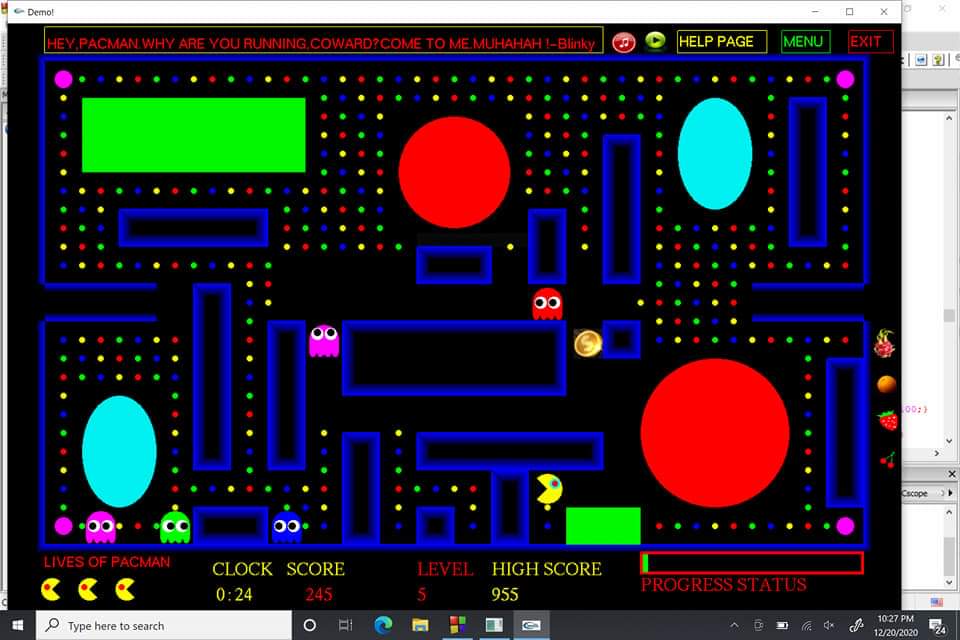 Demo!
HEY,PACMAN.WHY ARE YOU RUNNING,COWARD?COME TO ME.MUHAHAH !-Blinky
HELP PAGE
MENU
EXIT
00;)
Cscope
LIVES OF PACMAN
CLOCK SCORE LEVEL HIGH SCORE
0:24 245 5 955
PROGRESS STATUS
Type here to search
10:27 PM
12/20/2020
24